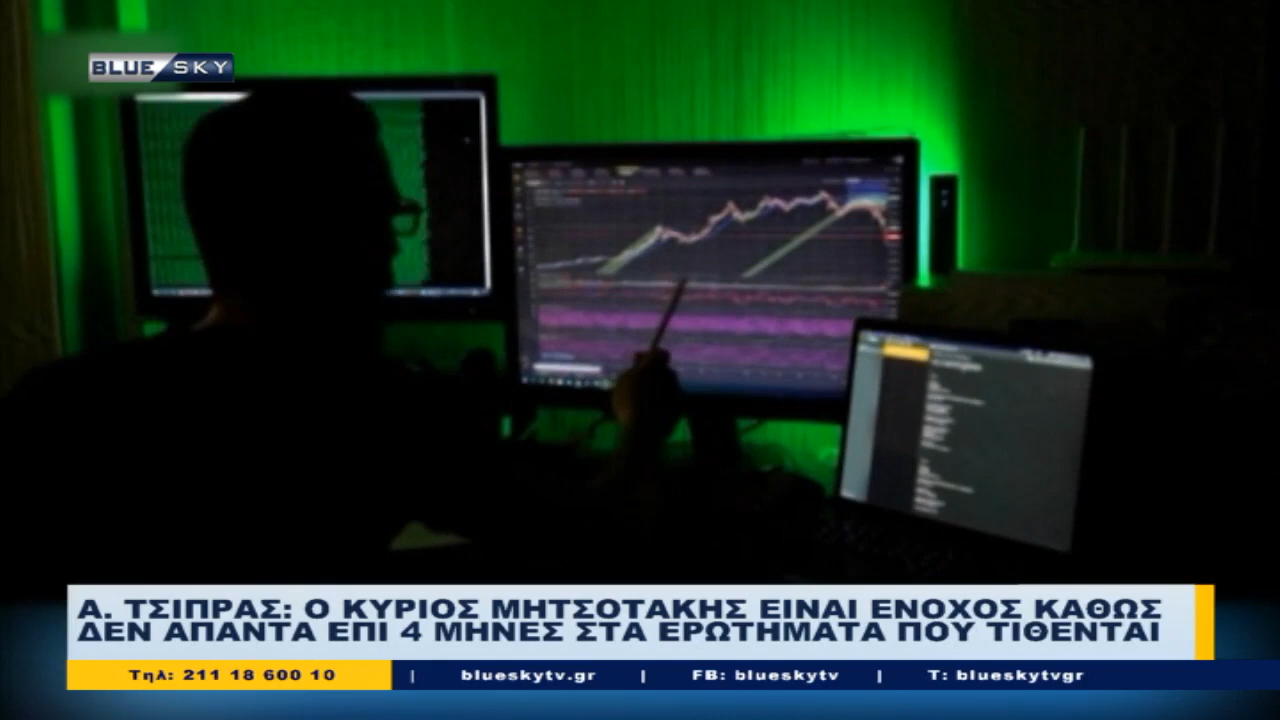 BLUE SKY
Α. ΤΣΙΠΡΑΣ: Ο ΚΥΡΙΟΣ ΜΗΤΣΟΤΑΚΗΣ ΕΙΝΑΙ ΕΝΟΧΟΣ ΚΑΘΩΣ
ΔΕΝ ΑΠΑΝΤΑ ΕΠΙ 4 ΜΗΝΕΣ ΣΤΑ ΕΡΩΤΗΜΑΤΑ ΠΟΥ ΤΙΘΕΝΤΑΙ
Τηλ: 211 18 600 10 | blueskytv.gr | FB: blueskytv | T: blueskytvgr